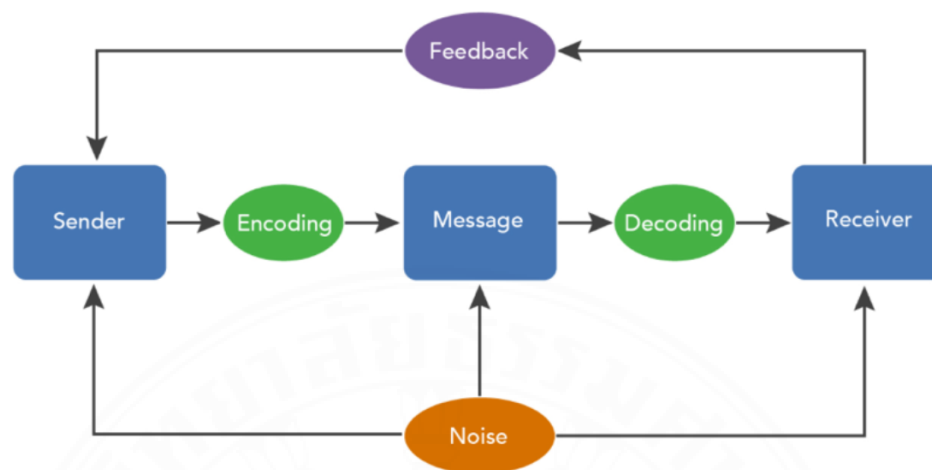 Feedback
Sender
Encoding
Message
Decoding
Receiver
Noise